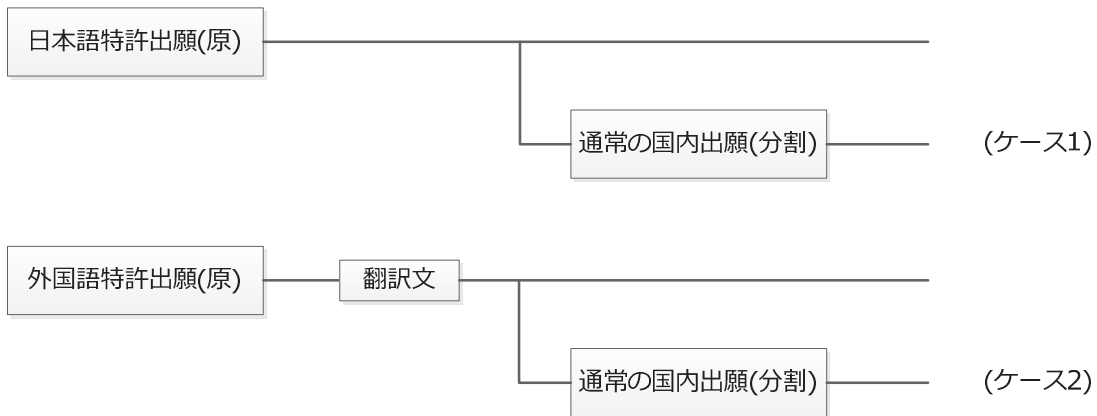 日本語特許出願(原)
通常の国内出願(分割)
(ケース1)
外国語特許出願(原)
翻訳文
通常の国内出願(分割)
(ケース2)